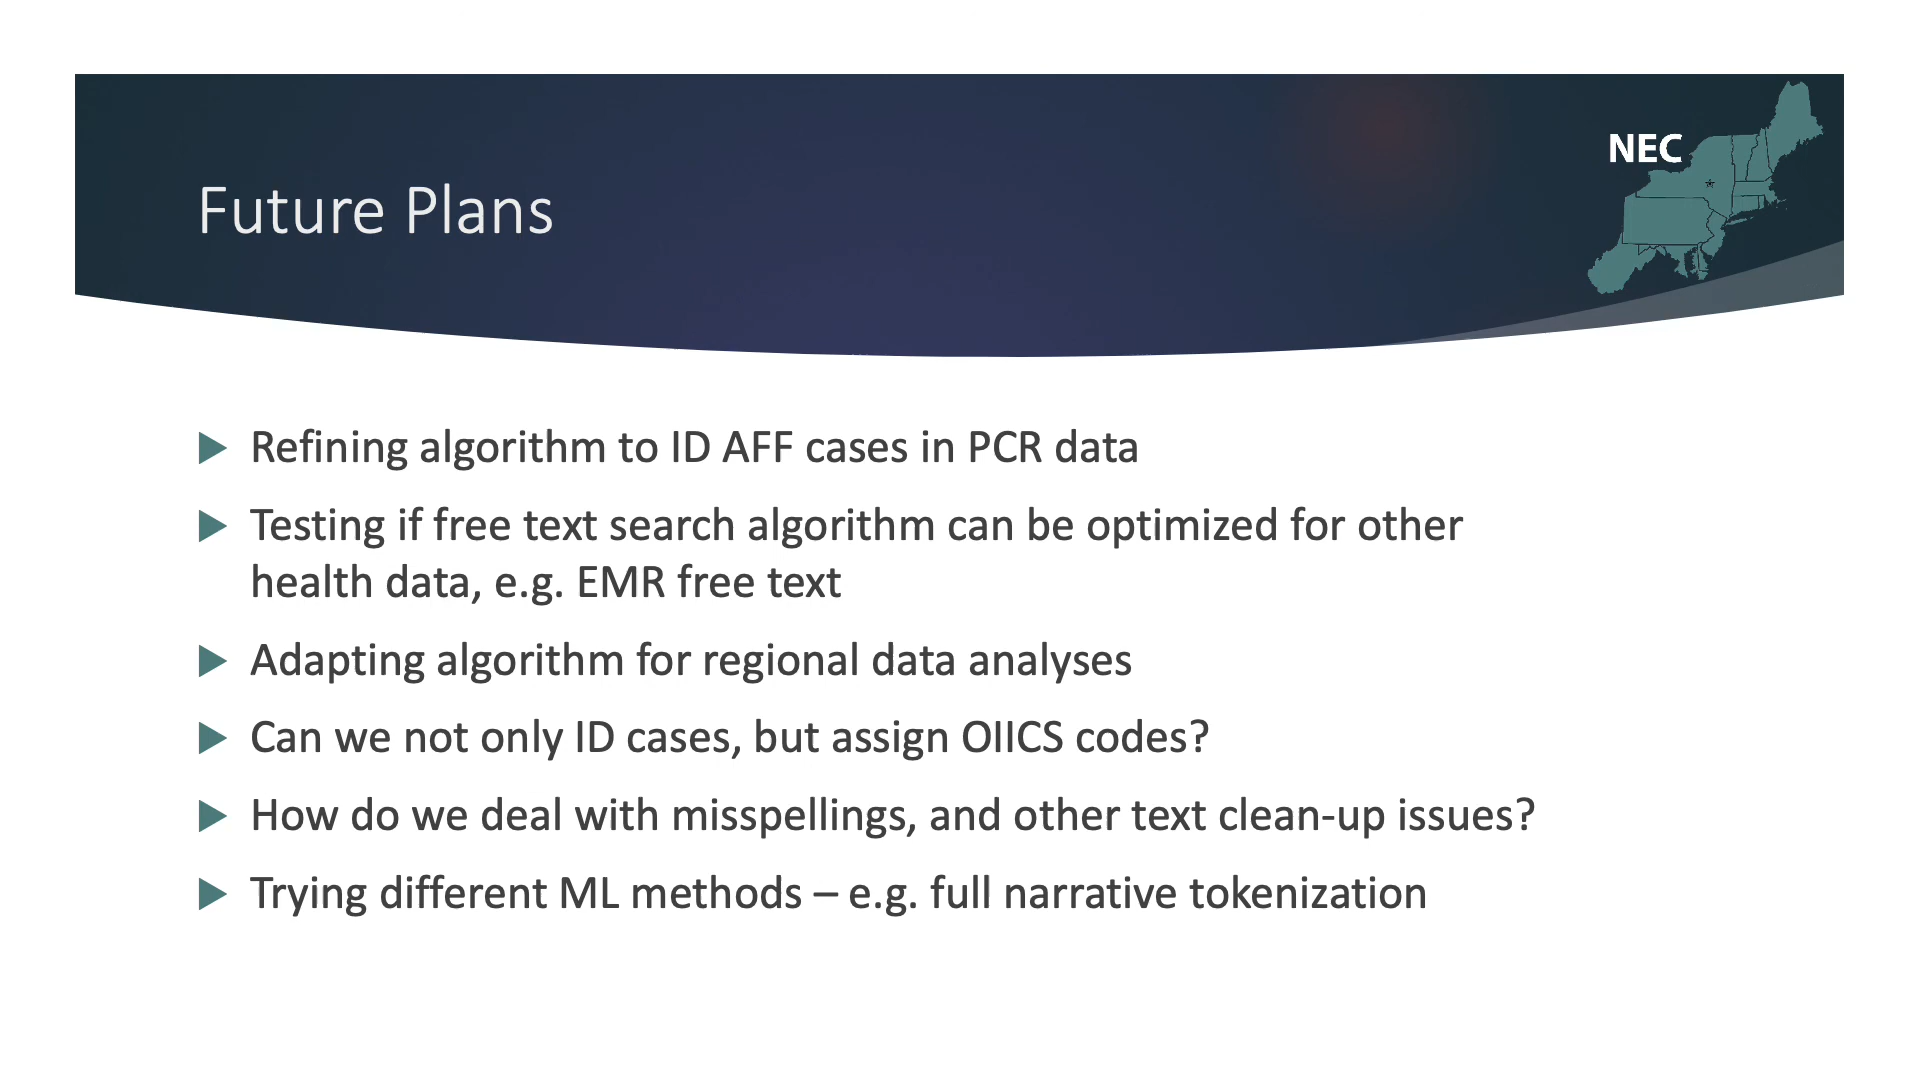 NEC
Future Plans
Refining algorithm to ID AFF cases in PCR data
Testing if free text search algorithm can be optimized for other
health data, e.g. EMR free text
Adapting algorithm for regional data analyses
Can we not only ID cases, but assign OIICS codes?
How do we deal with misspellings, and other text clean-up issues?
Trying different ML methods – e.g. full narrative tokenization